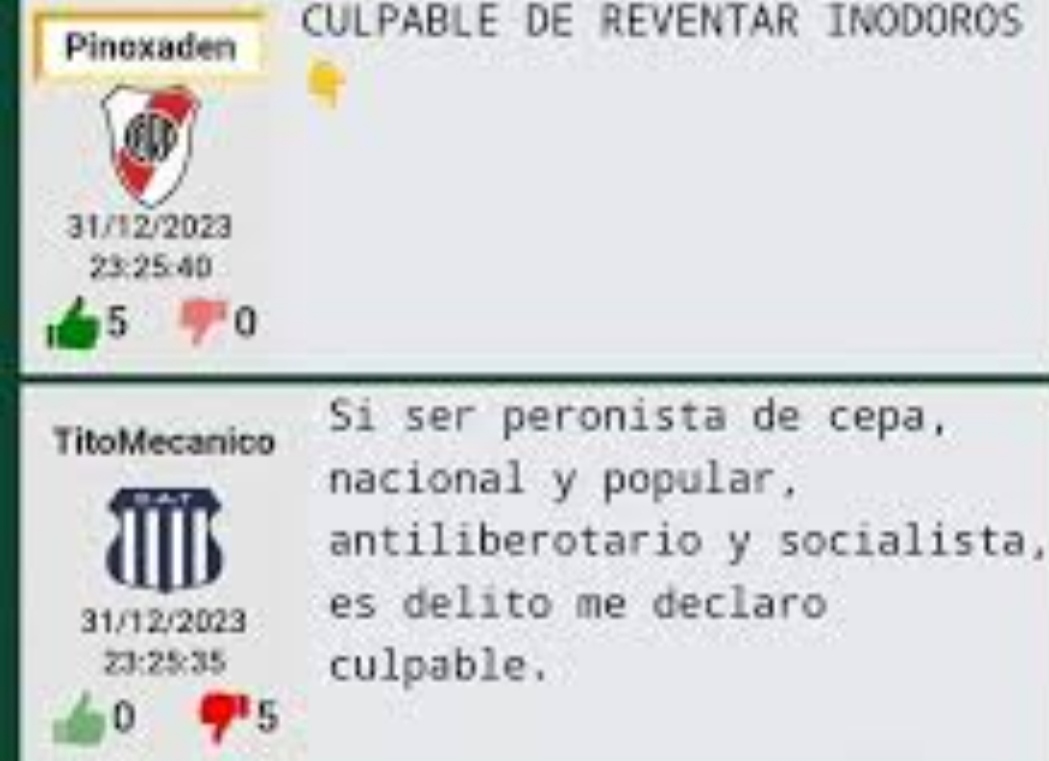 Pinoxaden
CULPABLE DE REVENTAR INODOROS
👇
31/12/2023
23:25:40
5 0
TitoMecanico
Si ser peronista de cepa,
nacional y popular,
antiliberotario y socialista,
es delito me declaro
culpable.
C.A.T
31/12/2023
23:25:35
0 5